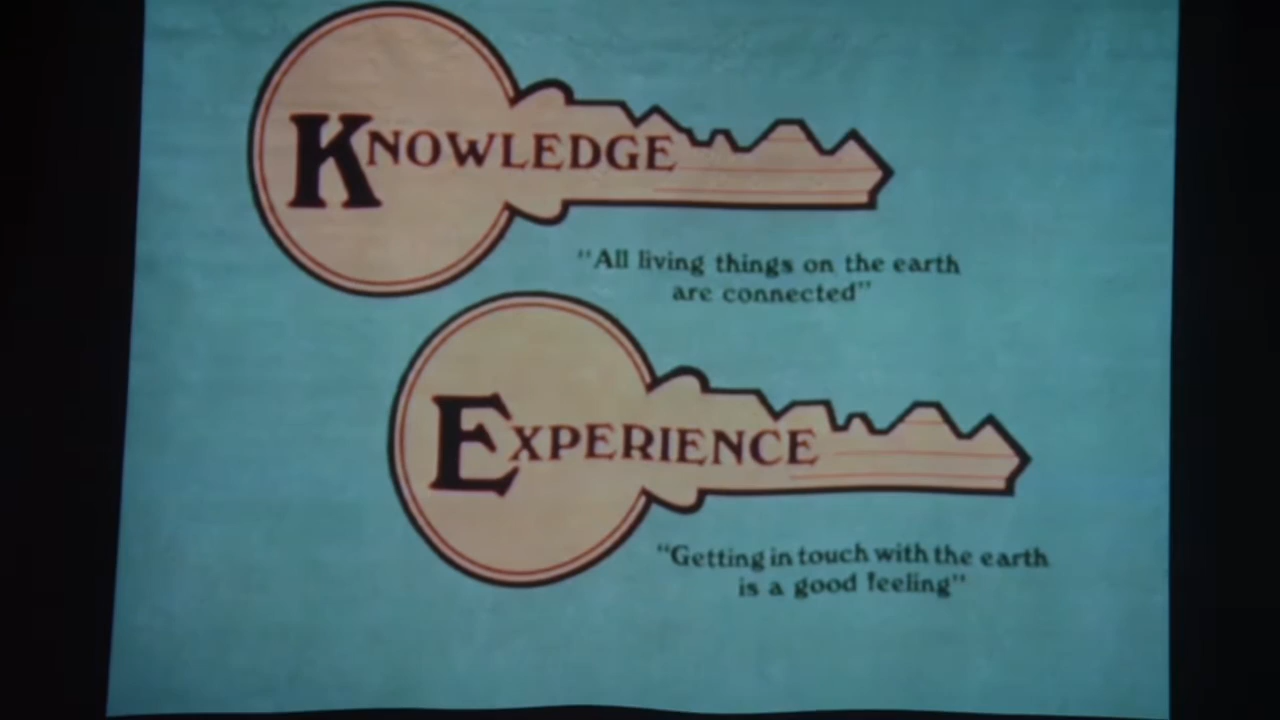 KNOWLEDGE
"All living things on the earth
are connected"
EXPERIENCE
"Getting in touch with the earth
is a good feeling"